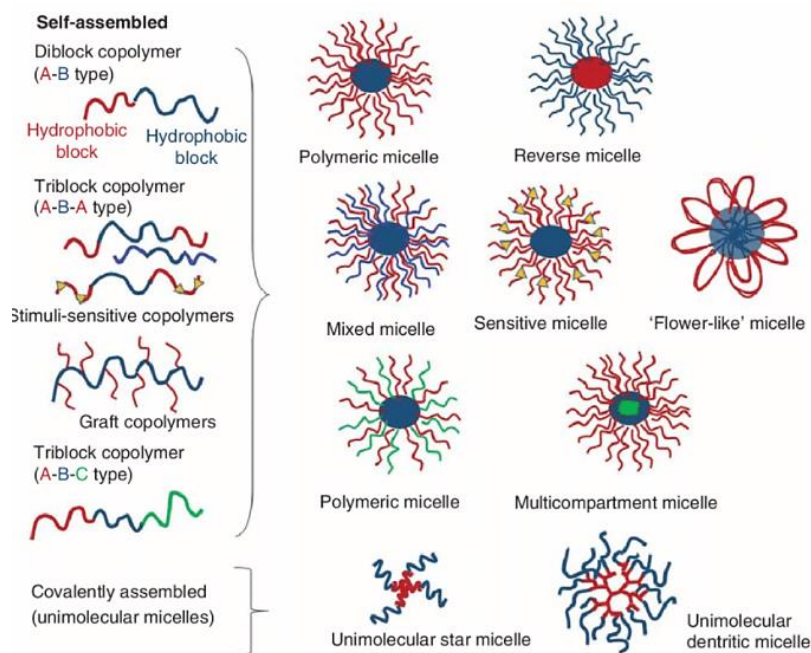 Self-assembled
Diblock copolymer
(A-B type)
Hydrophobic
block
Hydrophobic
block
Triblock copolymer
(A-B-A type)
Stimuli-sensitive copolymers
Graft copolymers
Triblock copolymer
(A-B-C type)
Covalently assembled
(unimolecular micelles)
Polymeric micelle
Reverse micelle
Mixed micelle
Sensitive micelle
‘Flower-like’ micelle
Polymeric micelle
Multicompartment micelle
Unimolecular star micelle
Unimolecular
dentritic micelle